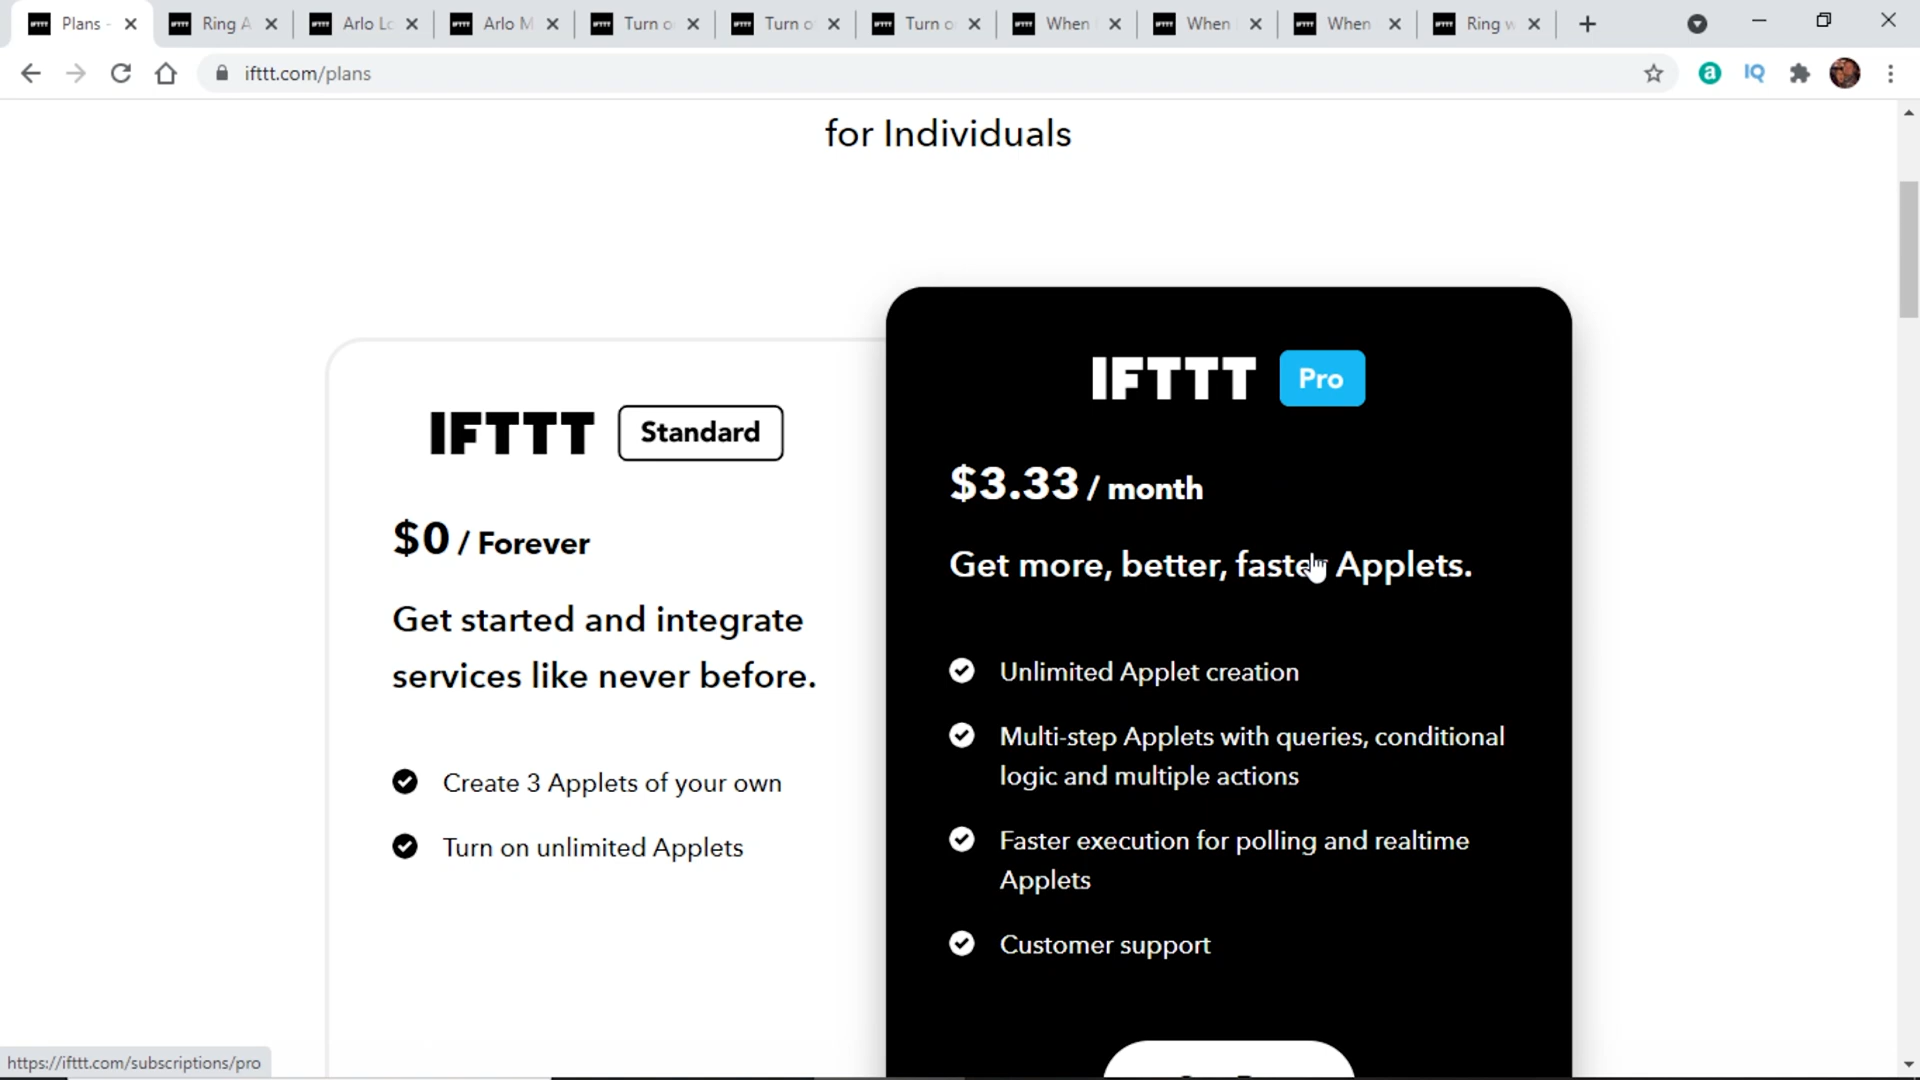 Plans -
Ring A
Arlo Lo
Arlo M
Turn o
Turn o
Turn o
When
When
When
Ring w
ifttt.com/plans
for Individuals
IFTTT Pro
IFTTT Standard
$3.33 / month
$0 / Forever
Get more, better, faster Applets.
Get started and integrate
services like never before.
Unlimited Applet creation
Multi-step Applets with queries, conditional
logic and multiple actions
Create 3 Applets of your own
Turn on unlimited Applets
Faster execution for polling and realtime
Applets
Customer support
https://ifttt.com/subscriptions/pro